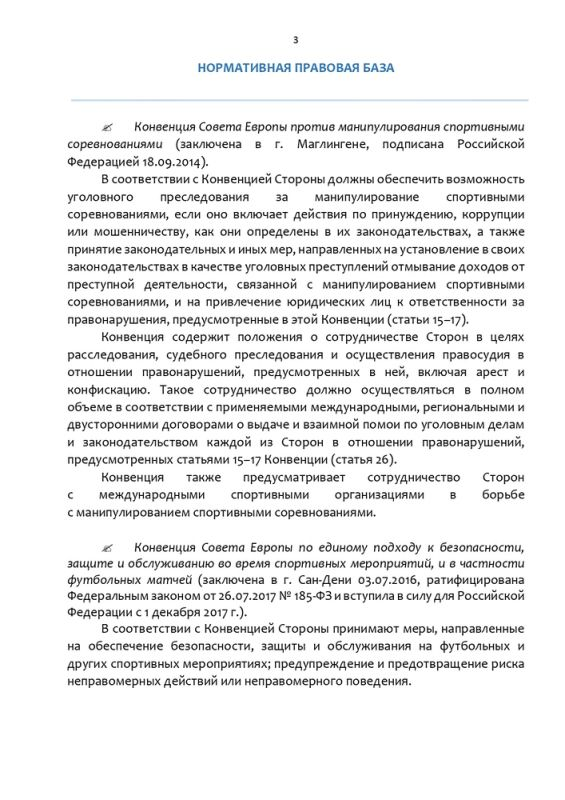 3
НОРМАТИВНАЯ ПРАВОВАЯ БАЗА
Конвенция Совета Европы против манипулирования спортивными
соревнованиями (заключена в г. Маглингене, подписана Российской
Федерацией 18.09.2014).
В соответствии с Конвенцией Стороны должны обеспечить возможность
уголовного преследования за манипулирование спортивными
соревнованиями, если оно включает действия по принуждению, коррупции
или мошенничеству, как они определены в их законодательствах, а также
принятие законодательных и иных мер, направленных на установление в своих
законодательствах в качестве уголовных преступлений отмывание доходов от
преступной деятельности, связанной с манипулированием спортивными
соревнованиями, и на привлечение юридических лиц к ответственности за
правонарушения, предусмотренные в этой Конвенции (статьи 15–17).
Конвенция содержит положения о сотрудничестве Сторон в целях
расследования, судебного преследования и осуществления правосудия в
отношении правонарушений, предусмотренных в ней, включая арест и
конфискацию. Такое сотрудничество должно осуществляться в полном
объеме в соответствии с применяемыми международными, региональными и
двусторонними договорами о выдаче и взаимной помои по уголовным делам
и законодательством каждой из Сторон в отношении правонарушений,
предусмотренных статьями 15–17 Конвенции (статья 26).
Конвенция также предусматривает сотрудничество Сторон
с международными спортивными организациями в борьбе
с манипулированием спортивными соревнованиями.
Конвенция Совета Европы по единому подходу к безопасности,
защите и обслуживанию во время спортивных мероприятий, и в частности
футбольных матчей (заключена в г. Сан-Дени 03.07.2016, ратифицирована
Федеральным законом от 26.07.2017 № 185-ФЗ и вступила в силу для Российской
Федерации с 1 декабря 2017 г.).
В соответствии с Конвенцией Стороны принимают меры, направленные
на обеспечение безопасности, защиты и обслуживания на футбольных и
других спортивных мероприятиях; предупреждение и предотвращение риска
неправомерных действий или неправомерного поведения.